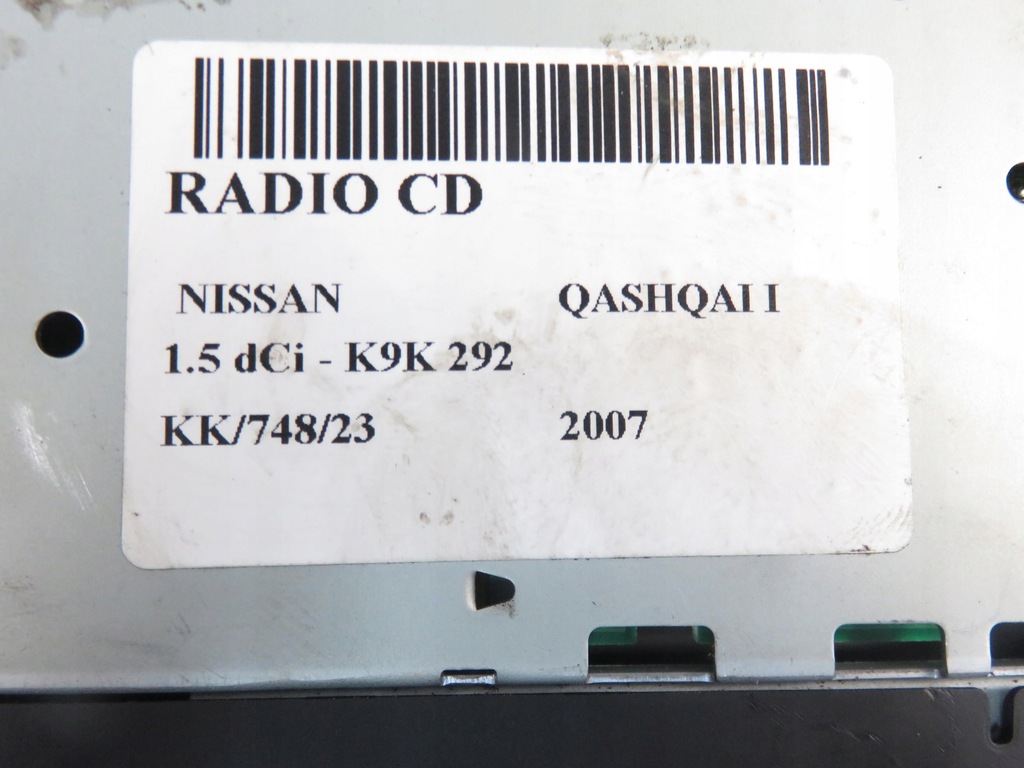 RADIO CD
NISSAN QASHQAI I
1.5 dCi - K9K 292
KK/748/23 2007